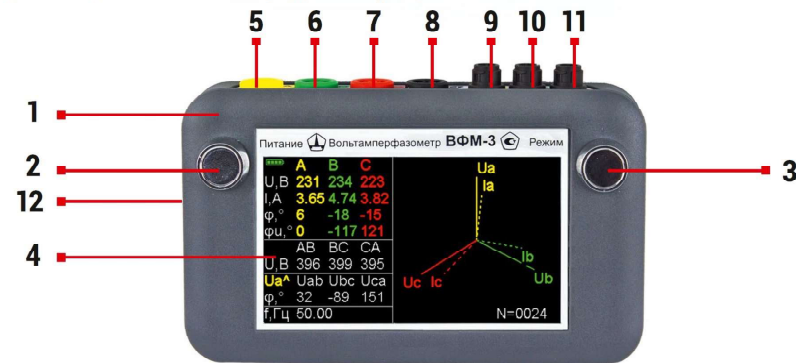 5 6 7 8 9 10 11
1
2
12
4
3
Питание Вольтамперфазометр ВФМ-3 Режим
A B C
U,В 231 234 223
I,А 3.65 4.74 3.82
φ,° 6 -18 -15
φu,° 0 -117 121
AB BC CA
U,В 396 399 395
Ua^ Uab Ubc Uca
φ,° 32 -89 151
f,Гц 50.00
Ua
Ia
Ib
Ub
Uc Ic
N=0024